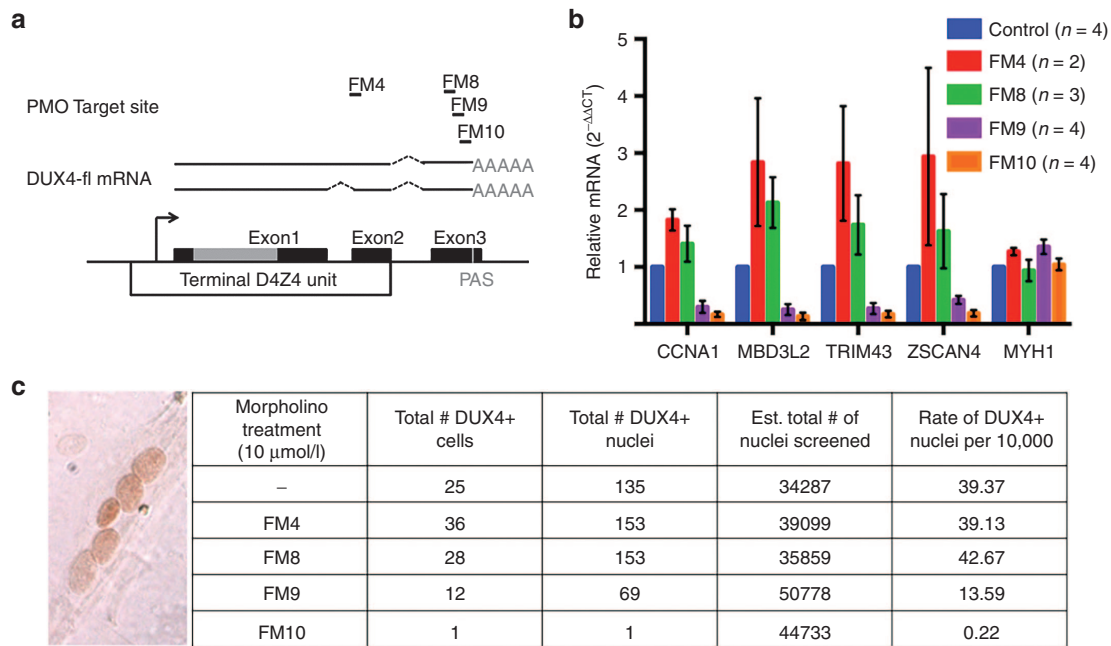 a
PMO Target site
FM4
FM8
FM9
FM10
DUX4-fl mRNA
AAAAA
AAAAA
Exon1
Exon2
Exon3
Terminal D4Z4 unit
PAS
b
Relative mRNA (2^−ΔΔCT)
5
4
3
2
1
CCNA1 MBD3L2 TRIM43 ZSCAN4 MYH1
Control (n = 4)
FM4 (n = 2)
FM8 (n = 3)
FM9 (n = 4)
FM10 (n = 4)
c
Morpholino treatment (10 μmol/l) Total # DUX4+ cells Total # DUX4+ nuclei Est. total # of nuclei screened Rate of DUX4+ nuclei per 10,000
– 25 135 34287 39.37
FM4 36 153 39099 39.13
FM8 28 153 35859 42.67
FM9 12 69 50778 13.59
FM10 1 1 44733 0.22